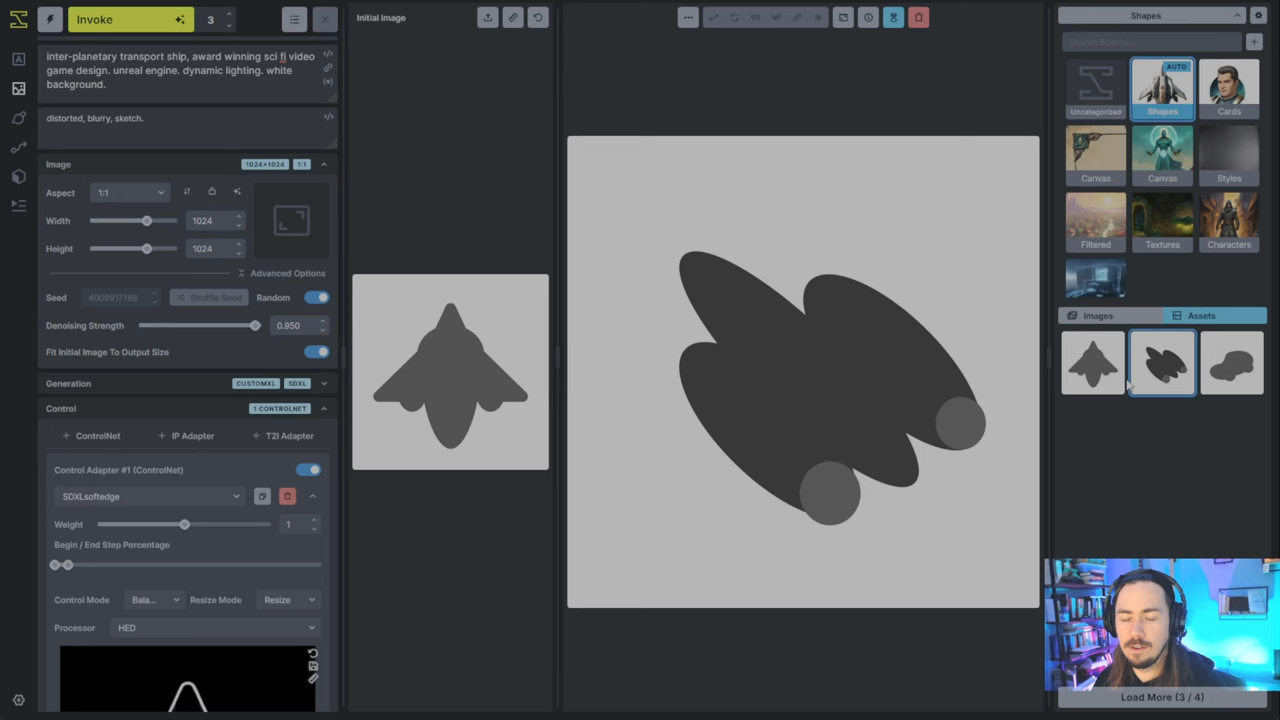 Invoke
3
inter-planetary transport ship, award winning sci fi video
game design. unreal engine. dynamic lighting. white
background.
distorted, blurry, sketch.
Image
1024×1024
1:1
Aspect
1:1
Width
1024
Height
1024
Advanced Options
Seed
4008917188
Shuffle Seed
Random
Denoising Strength
0.950
Fit Initial Image To Output Size
Generation
CUSTOMXL
SDXL
Control
1 CONTROLNET
+ ControlNet
+ IP Adapter
+ T2I Adapter
Control Adapter #1 (ControlNet)
SDXLsoftedge
Weight
1
Begin / End Step Percentage
Control Mode
Bala...
Resize Mode
Resize
Processor
HED
Initial image
Shapes
Search Boards...
Uncategorized
AUTO
Shapes
Cards
Canvas
Canvas
Styles
Filtered
Textures
Characters
Images
Assets
Load More (3 / 4)